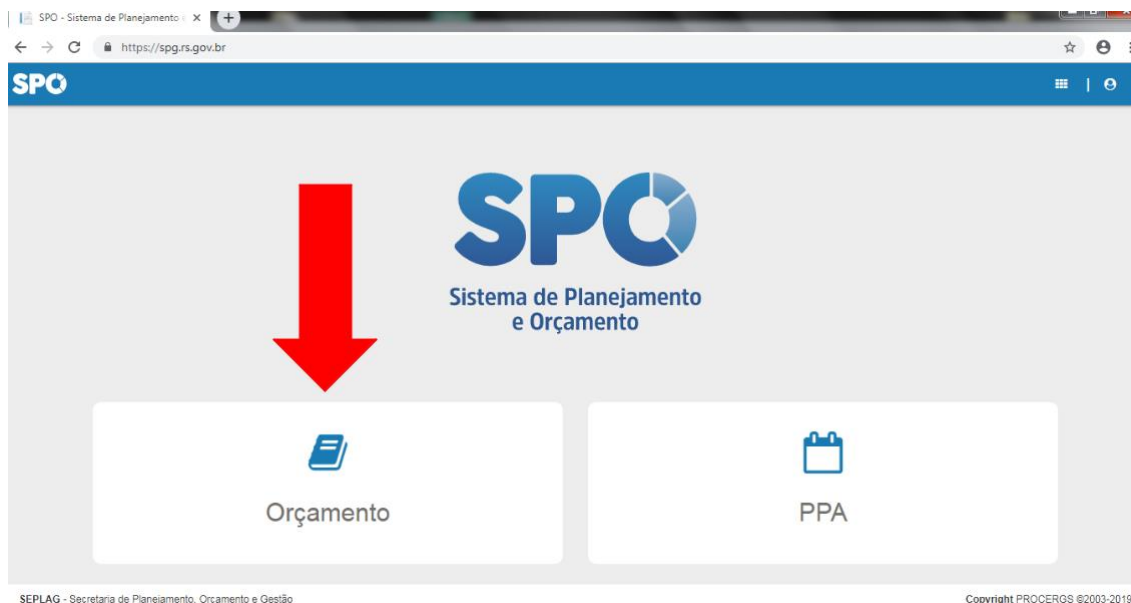 SPO - Sistema de Planejamento
https://spg.rs.gov.br
SPO
SPO
Sistema de Planejamento
e Orçamento
Orçamento
PPA
SEPLAG - Secretaria de Planejamento, Orçamento e Gestão
Copyright PROCERGS ©2003-2019